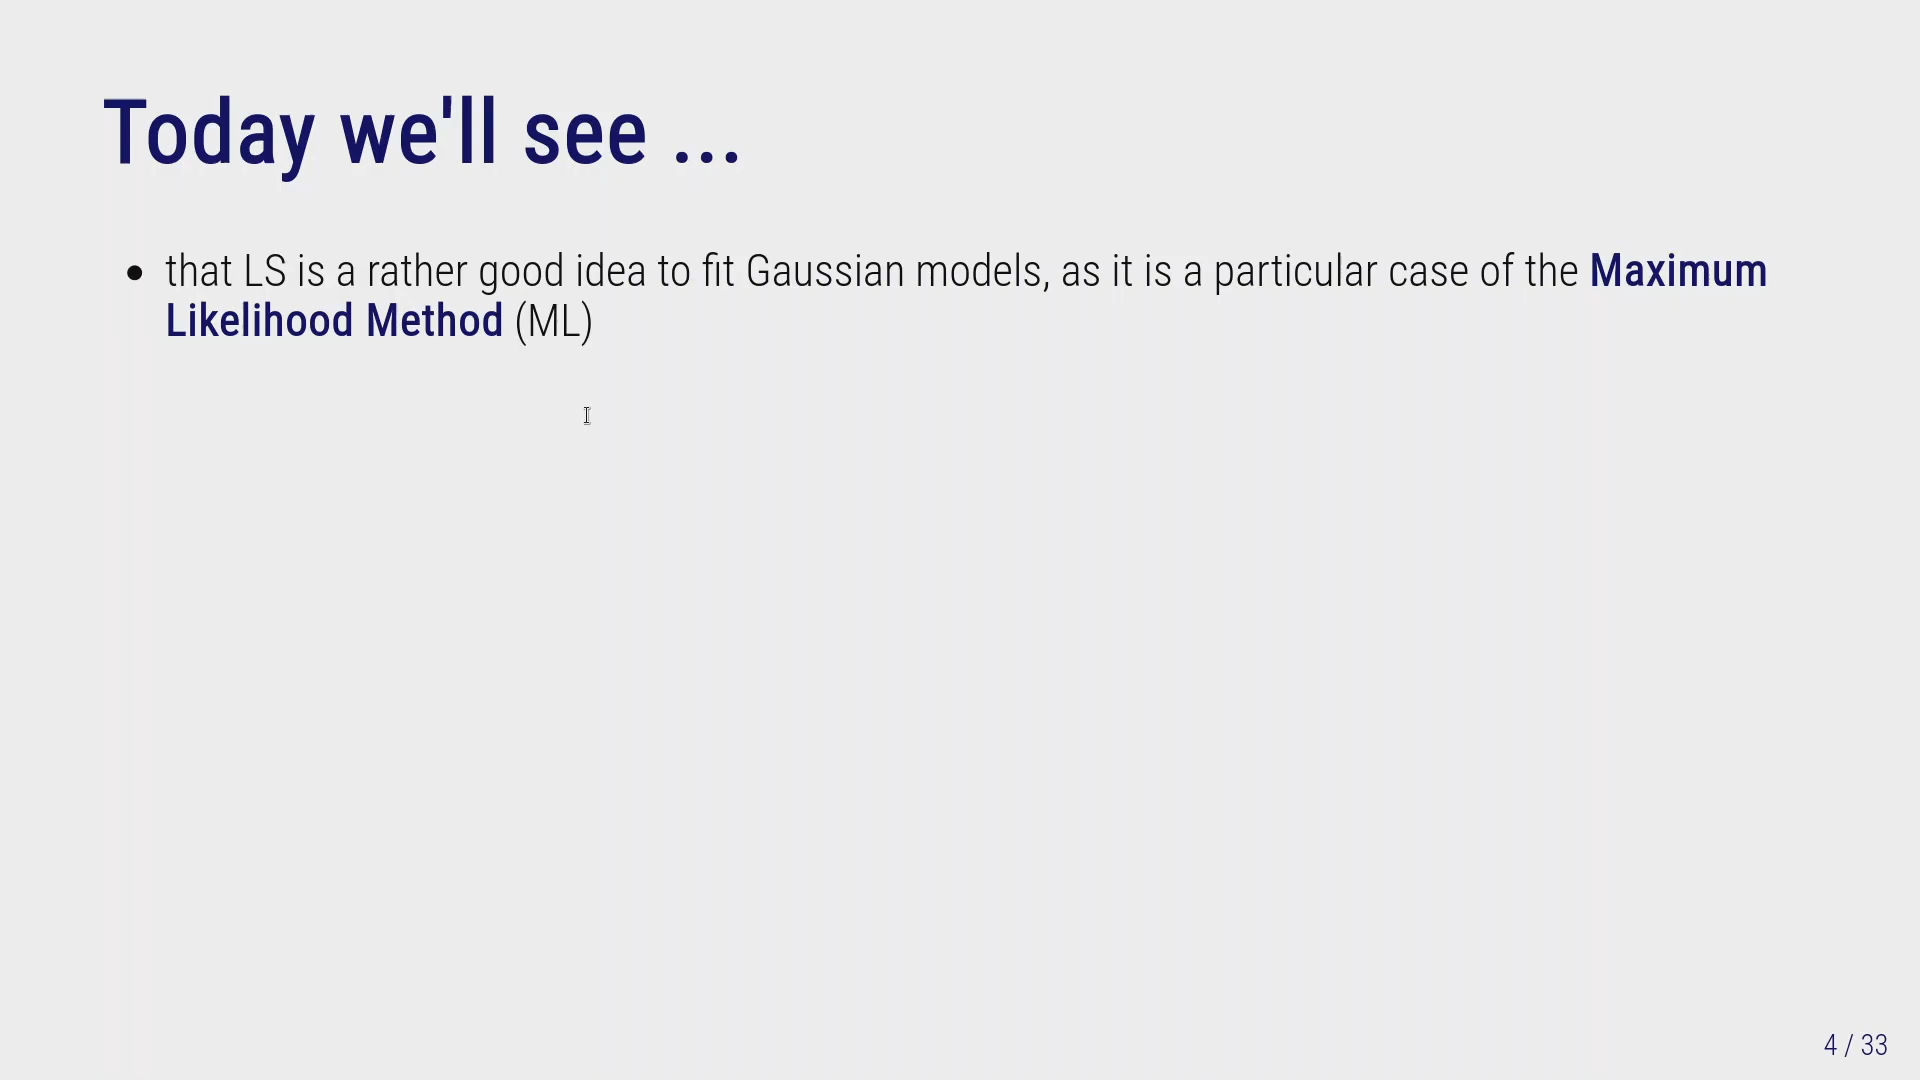 Today we'll see ...
• that LS is a rather good idea to fit Gaussian models, as it is a particular case of the Maximum
Likelihood Method (ML)
4 / 33